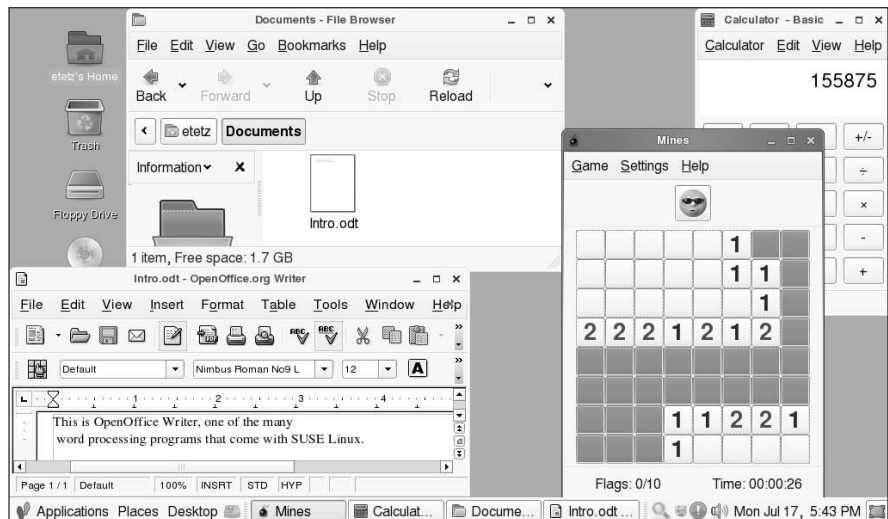 Documents - File Browser
File Edit View Go Bookmarks Help
Back Forward Up Stop Reload
etetz Documents
Information
Intro.odt
1 item, Free space: 1.7 GB
etetz's Home
Trash
Floppy Drive
Calculator - Basic
Calculator Edit View Help
155875
+/-
÷
×
-
+
Mines
Game Settings Help
1
1 1
1
2 2 2 1 2 1 2
1 1 2 2 1
1
Flags: 0/10 Time: 00:00:26
Intro.odt - OpenOffice.org Writer
File Edit View Insert Format Table Tools Window Help
ABC ABC
Default Nimbus Roman No9 L 12 A
1 2 3 4
This is OpenOffice Writer, one of the many
word processing programs that come with SUSE Linux.
Page 1 / 1 Default 100% INSRT STD HYP
Applications Places Desktop Mines Calculat... Docume... Intro.odt ... Mon Jul 17, 5:43 PM